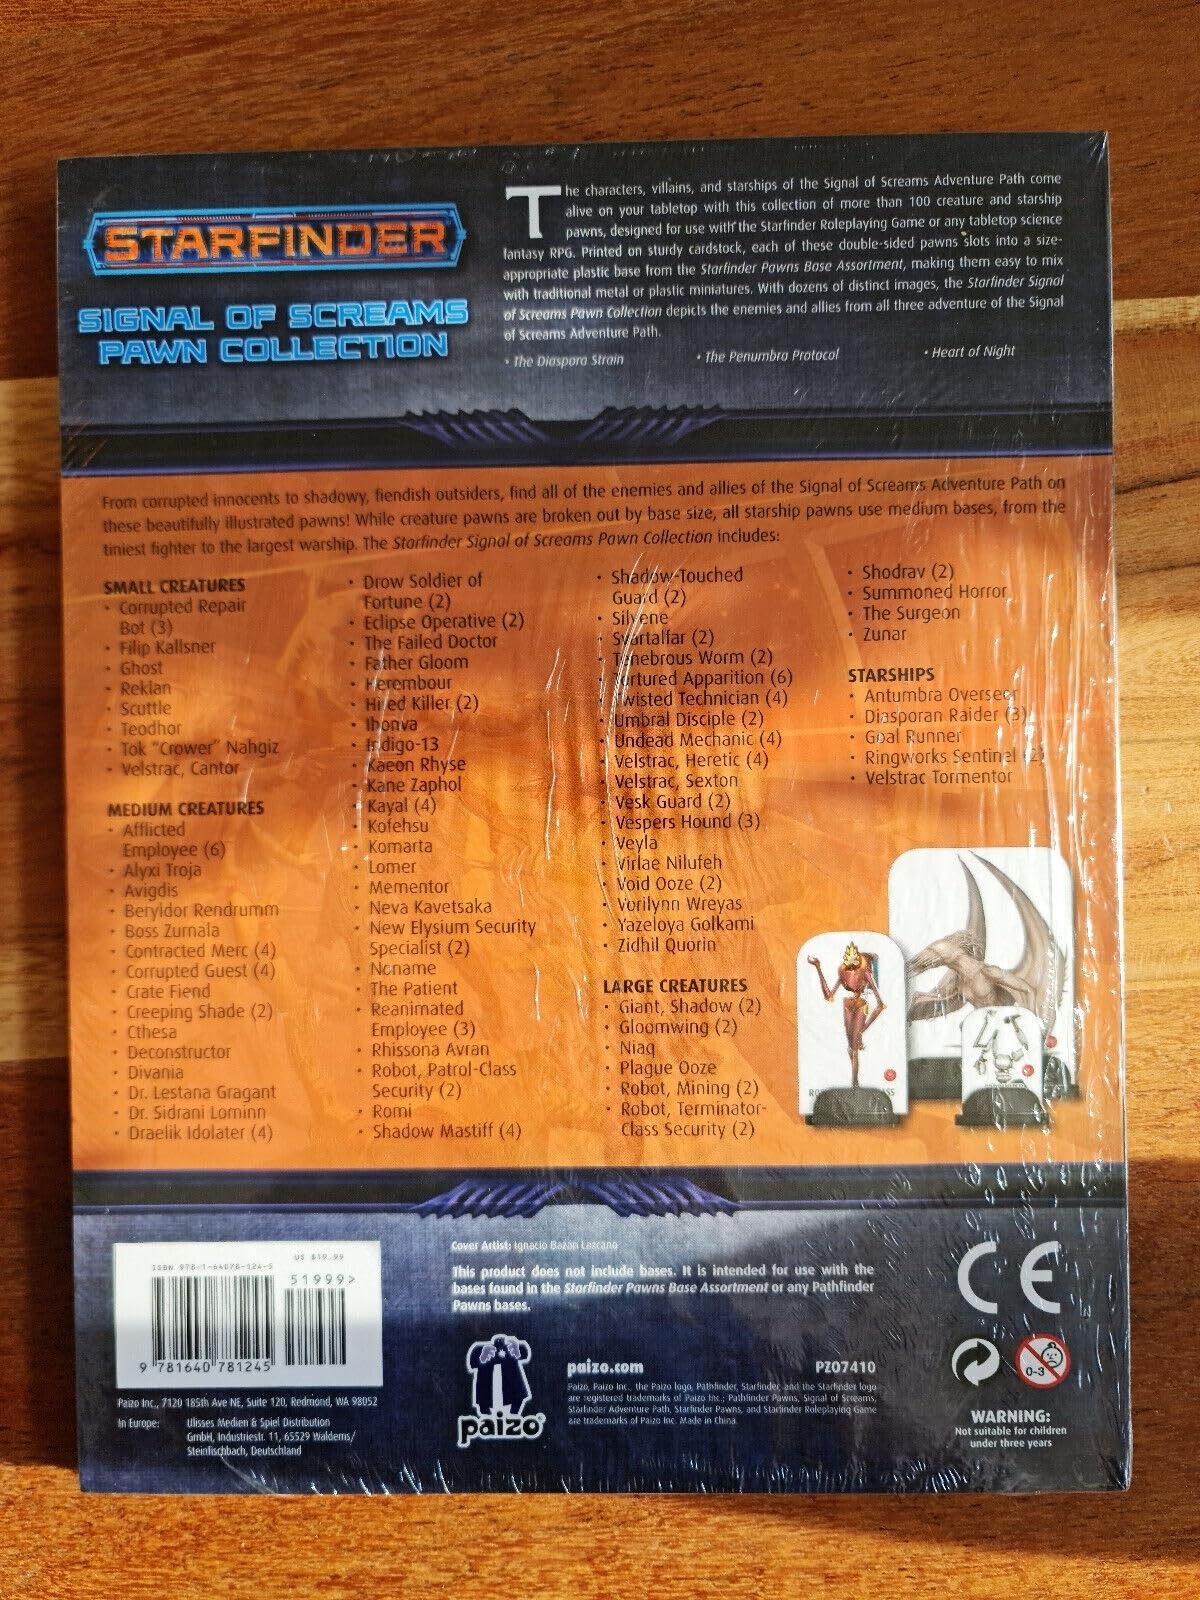 STARFINDER
SIGNAL OF SCREAMS
PAWN COLLECTION
The characters, villains, and starships of the Signal of Screams Adventure Path come
alive on your tabletop with this collection of more than 100 creature and starship
pawns, designed for use with the Starfinder Roleplaying Game or any tabletop science
fantasy RPG. Printed on sturdy cardstock, each of these double-sided pawns slots into a size-
appropriate plastic base from the Starfinder Pawns Base Assortment, making them easy to mix
with traditional metal or plastic miniatures. With dozens of distinct images, the Starfinder Signal
of Screams Pawn Collection depicts the enemies and allies from all three adventure of the Signal
of Screams Adventure Path.
• The Diaspora Strain
• The Penumbra Protocol
• Heart of Night
From corrupted innocents to shadowy, fiendish outsiders, find all of the enemies and allies of the Signal of Screams Adventure Path on
these beautifully illustrated pawns! While creature pawns are broken out by base size, all starship pawns use medium bases, from the
tiniest fighter to the largest warship. The Starfinder Signal of Screams Pawn Collection includes:
SMALL CREATURES
• Corrupted Repair
Bot (3)
• Filip Kallsner
• Ghost
• Reklan
• Scuttle
• Teodhor
• Tok "Crower" Nahgiz
• Velstrac, Cantor
MEDIUM CREATURES
• Afflicted
Employee (6)
• Alyxi Troja
• Avigdis
• Beryldor Rendrumm
• Boss Zurnala
• Contracted Merc (4)
• Corrupted Guest (4)
• Crate Fiend
• Creeping Shade (2)
• Cthesa
• Deconstructor
• Divania
• Dr. Lestana Gragant
• Dr. Sidrani Lominn
• Draelik Idolater (4)
• Drow Soldier of
Fortune (2)
• Eclipse Operative (2)
• The Failed Doctor
• Father Gloom
• Herembour
• Hired Killer (2)
• Ibonva
• Indigo-13
• Kaeon Rhyse
• Kane Zaphol
• Kayal (4)
• Kofehsu
• Komarta
• Lomer
• Mementor
• Neva Kavetsaka
• New Elysium Security
Specialist (2)
• Noname
• The Patient
• Reanimated
Employee (3)
• Rhissona Avran
• Robot, Patrol-Class
Security (2)
• Romi
• Shadow Mastiff (4)
• Shadow-Touched
Guard (2)
• Silvene
• Svartalfar (2)
• Tenebrous Worm (2)
• Tortured Apparition (6)
• Twisted Technician (4)
• Umbral Disciple (2)
• Undead Mechanic (4)
• Velstrac, Heretic (4)
• Velstrac, Sexton
• Vesk Guard (2)
• Vespers Hound (3)
• Veyla
• Virlae Nilufeh
• Void Ooze (2)
• Vorilynn Wreyas
• Yazeloya Golkami
• Zidhil Quorin
LARGE CREATURES
• Giant, Shadow (2)
• Gloomwing (2)
• Niaq
• Plague Ooze
• Robot, Mining (2)
• Robot, Terminator-
Class Security (2)
• Shodrav (2)
• Summoned Horror
• The Surgeon
• Zunar
STARSHIPS
• Antumbra Overseer
• Diasporan Raider (3)
• Goal Runner
• Ringworks Sentinel (2)
• Velstrac Tormentor
US $19.99
ISBN 978-1-64078-124-5
51999>
9 781640 781245
Paizo Inc., 7120 185th Ave NE, Suite 120, Redmond, WA 98052
In Europe: Ulisses Medien & Spiel Distribution
GmbH, Industriestr. 11, 65529 Waldems/
Steinfischbach, Deutschland
Cover Artist: Ignacio Bazán Lazcano
This product does not include bases. It is intended for use with the
bases found in the Starfinder Pawns Base Assortment or any Pathfinder
Pawns bases.
paizo
paizo.com
PZO7410
Paizo, Paizo Inc., the Paizo logo, Pathfinder, Starfinder, and the Starfinder logo
are registered trademarks of Paizo Inc.; Pathfinder Pawns, Signal of Screams,
Starfinder Adventure Path, Starfinder Pawns, and Starfinder Roleplaying Game
are trademarks of Paizo Inc. Made in China.
CE
0-3
WARNING:
Not suitable for children
under three years